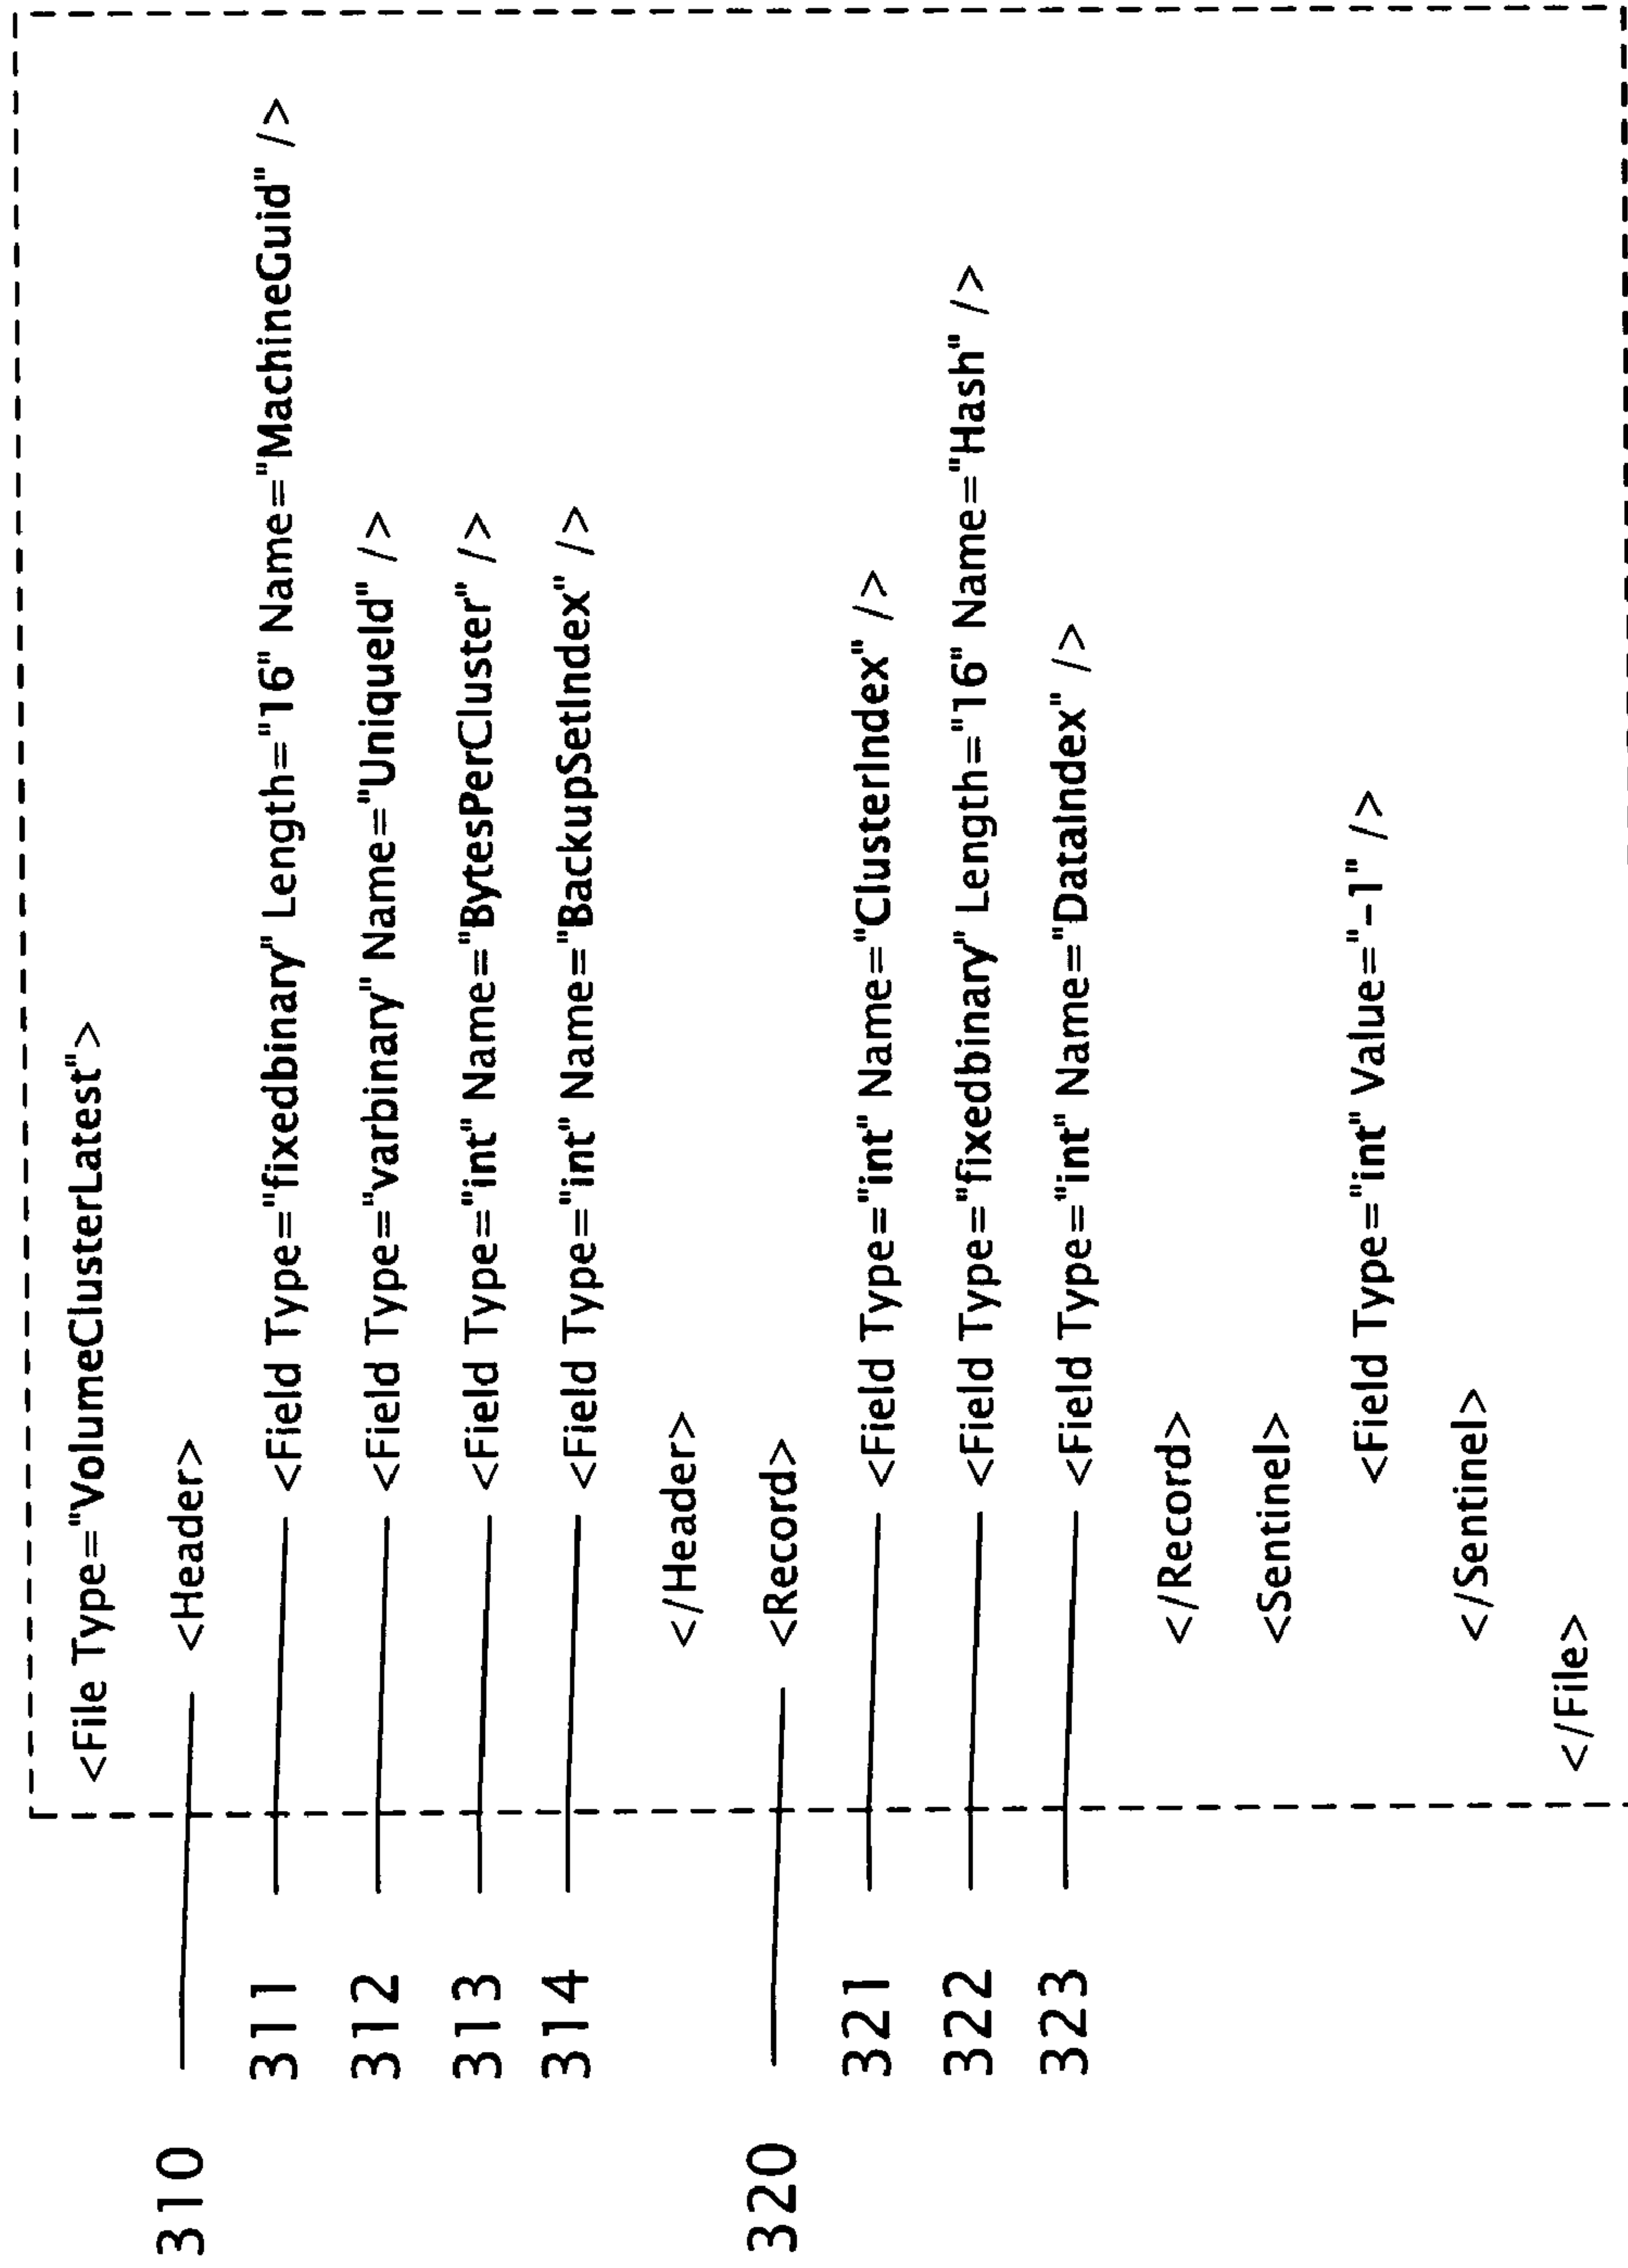 <File Type="VolumeClusterLatest">
310 <Header>
311 <Field Type="fixedbinary" Length="16" Name="MachineGuid" />
312 <Field Type="varbinary" Name="UniqueId" />
313 <Field Type="int" Name="BytesPerCluster" />
314 <Field Type="int" Name="BackupSetIndex" />
</Header>
320 <Record>
321 <Field Type="int" Name="ClusterIndex" />
322 <Field Type="fixedbinary" Length="16" Name="Hash" />
323 <Field Type="int" Name="DataIndex" />
</Record>
<Sentinel>
<Field Type="int" Value="-1" />
</Sentinel>
</File>